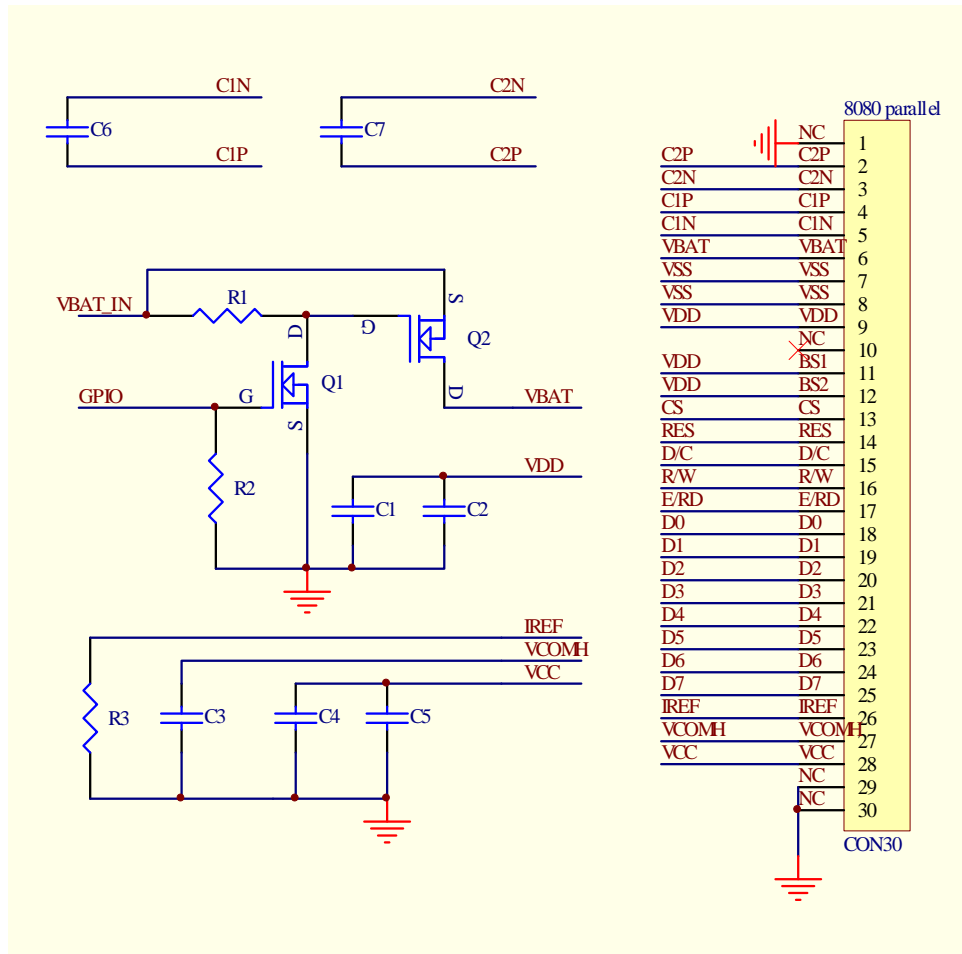 C1N
C6
C1P
C2N
C7
C2P
VBAT_IN
R1
D
G
S
Q2
D
Q1
GPIO
G
S
VBAT
R2
VDD
C1
C2
IREF
VCOMH
VCC
R3
C3
C4
C5
8080 parallel
NC 1
C2P C2P 2
C2N C2N 3
C1P C1P 4
C1N C1N 5
VBAT VBAT 6
VSS VSS 7
VSS VSS 8
VDD VDD 9
NC 10
VDD BS1 11
VDD BS2 12
CS CS 13
RES RES 14
D/C D/C 15
R/W R/W 16
E/RD E/RD 17
D0 D0 18
D1 D1 19
D2 D2 20
D3 D3 21
D4 D4 22
D5 D5 23
D6 D6 24
D7 D7 25
IREF IREF 26
VCOMH VCOMH 27
VCC VCC 28
NC 29
NC 30
CON30